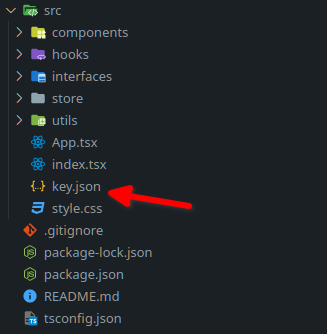 src
components
hooks
interfaces
store
utils
App.tsx
index.tsx
key.json
style.css
.gitignore
package-lock.json
package.json
README.md
tsconfig.json